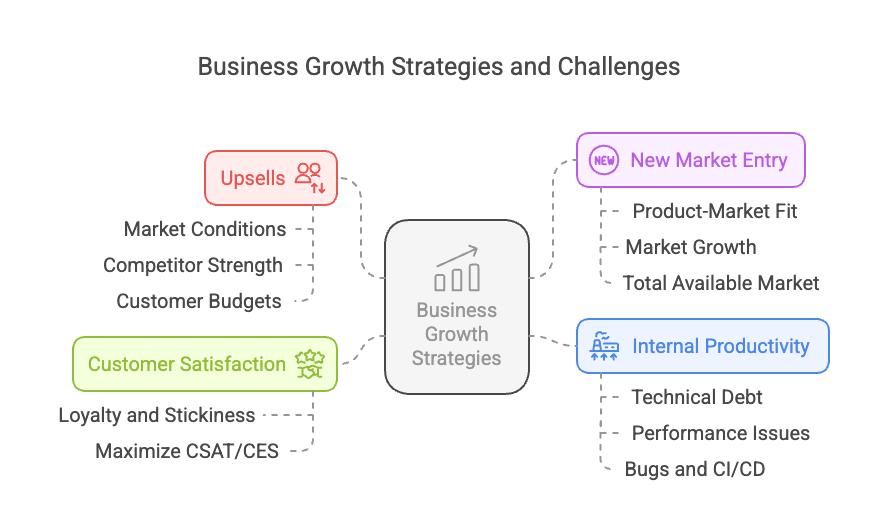 Business Growth Strategies and Challenges
Upsells
Market Conditions
Competitor Strength
Customer Budgets
Customer Satisfaction
Loyalty and Stickiness
Maximize CSAT/CES
Business
Growth
Strategies
NEW
New Market Entry
Product-Market Fit
Market Growth
Total Available Market
Internal Productivity
Technical Debt
Performance Issues
Bugs and CI/CD